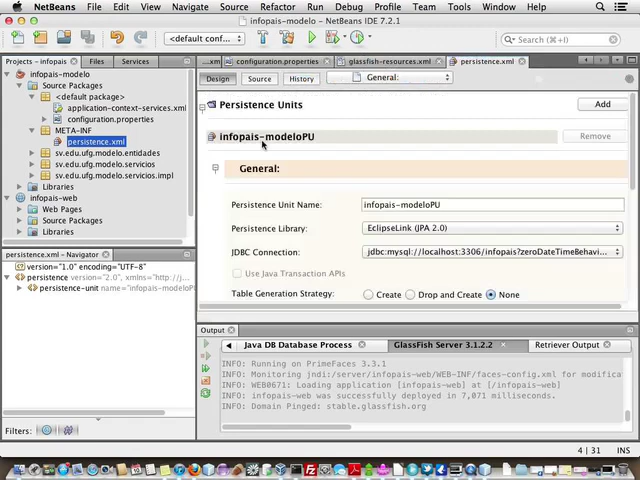 NetBeans File Edit View Navigate Source Refactor Run Debug Profile Team
infopais-modelo - NetBeans IDE 7.2.1
<default conf...
Search (⌘+I)
Projects - infopais
Files
Services
...xml
configuration.properties
glassfish-resources.xml
persistence.xml
Design
Source
History
General:
infopais-modelo
Source Packages
<default package>
application-context-services.xml
configuration.properties
META-INF
persistence.xml
sv.edu.ufg.modelo.entidades
sv.edu.ufg.modelo.servicios
sv.edu.ufg.modelo.servicios.impl
Libraries
infopais-web
Web Pages
Source Packages
Libraries
Persistence Units
Add
infopais-modeloPU
Remove
General:
Persistence Unit Name:
infopais-modeloPU
Persistence Library:
EclipseLink (JPA 2.0)
JDBC Connection:
jdbc:mysql://localhost:3306/infopais?zeroDateTimeBehavi...
Use Java Transaction APIs
Table Generation Strategy:
Create
Drop and Create
None
persistence.xml - Navigator
version="1.0" encoding="UTF-8"
persistence version="2.0", xmlns="http://j...
persistence-unit name="infopais-modeloPU
Filters:
Output
Java DB Database Process
GlassFish Server 3.1.2.2
Retriever Output
INFO: Running on PrimeFaces 3.3.1
INFO: Monitoring jndi:/server/infopais-web/WEB-INF/faces-config.xml for modificat
INFO: WEB0671: Loading application [infopais-web] at [/infopais-web]
INFO: infopais-web was successfully deployed in 7,071 milliseconds.
INFO: Domain Pinged: stable.glassfish.org
4 | 31
INS